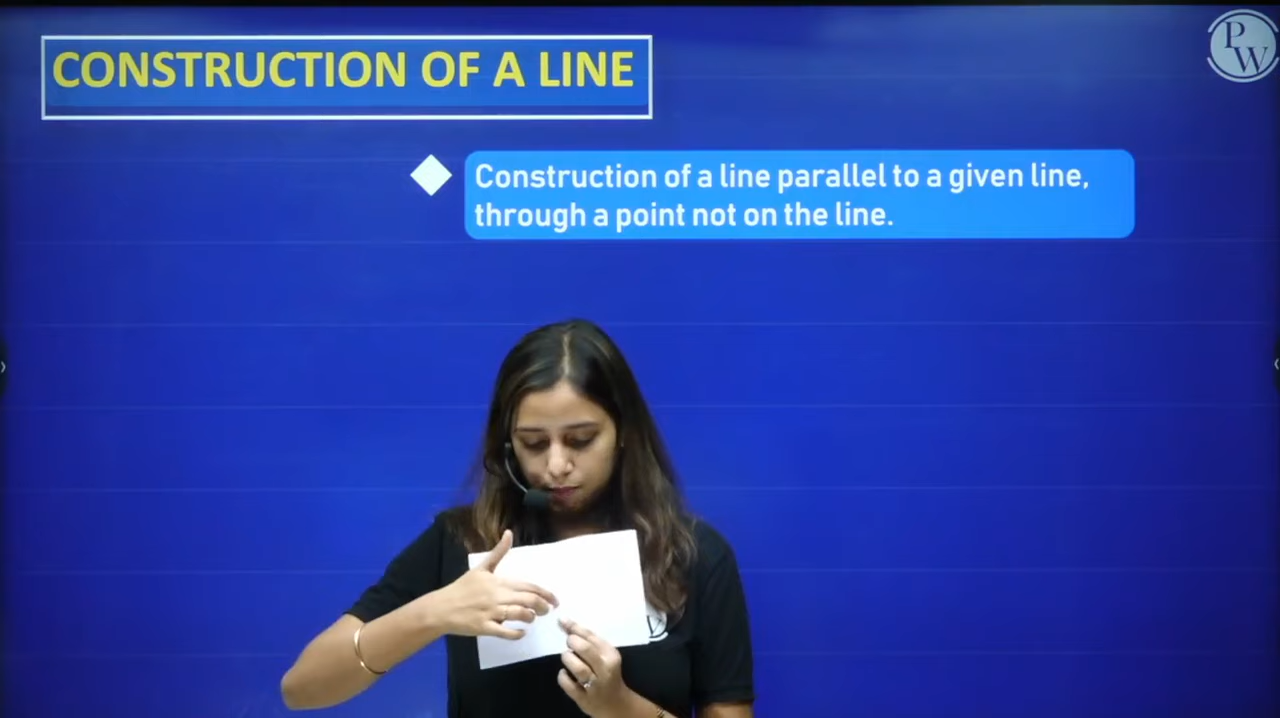 CONSTRUCTION OF A LINE
PW
Construction of a line parallel to a given line,
through a point not on the line.